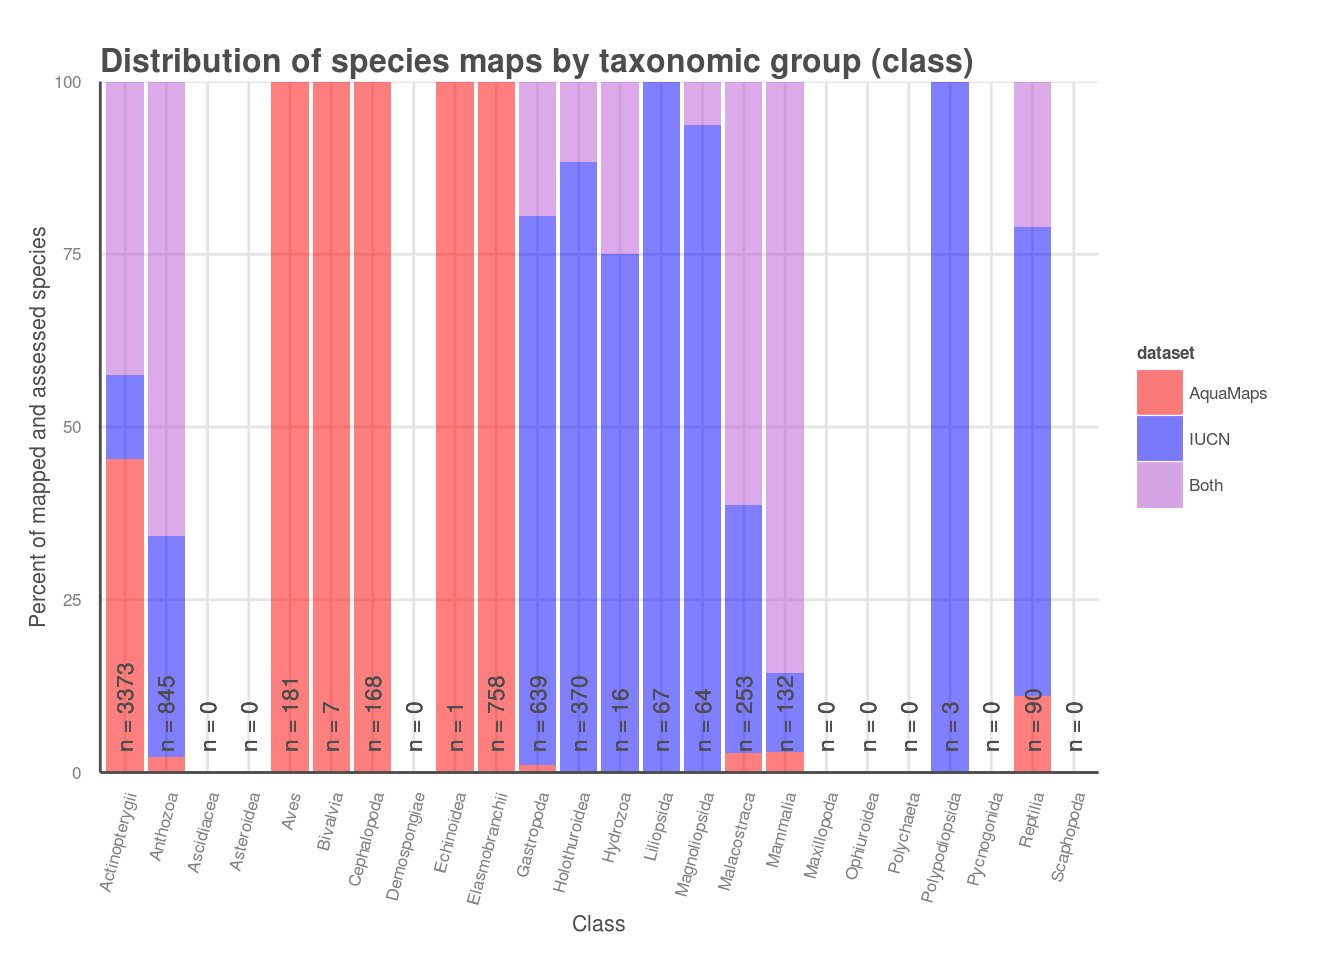 Distribution of species maps by taxonomic group (class)
Percent of mapped and assessed species
100
75
50
25
0
n = 3373
n = 845
n = 0
n = 0
n = 181
n = 7
n = 168
n = 0
n = 1
n = 758
n = 639
n = 370
n = 16
n = 67
n = 64
n = 253
n = 132
n = 0
n = 0
n = 0
n = 3
n = 0
n = 90
n = 0
Actinopterygii
Anthozoa
Ascidiacea
Asteroidea
Aves
Bivalvia
Cephalopoda
Demospongiae
Echinoidea
Elasmobranchii
Gastropoda
Holothuroidea
Hydrozoa
Liliopsida
Magnoliopsida
Malacostraca
Mammalia
Maxillopoda
Ophiuroidea
Polychaeta
Polypodiopsida
Pycnogonida
Reptilia
Scaphopoda
Class
dataset
AquaMaps
IUCN
Both